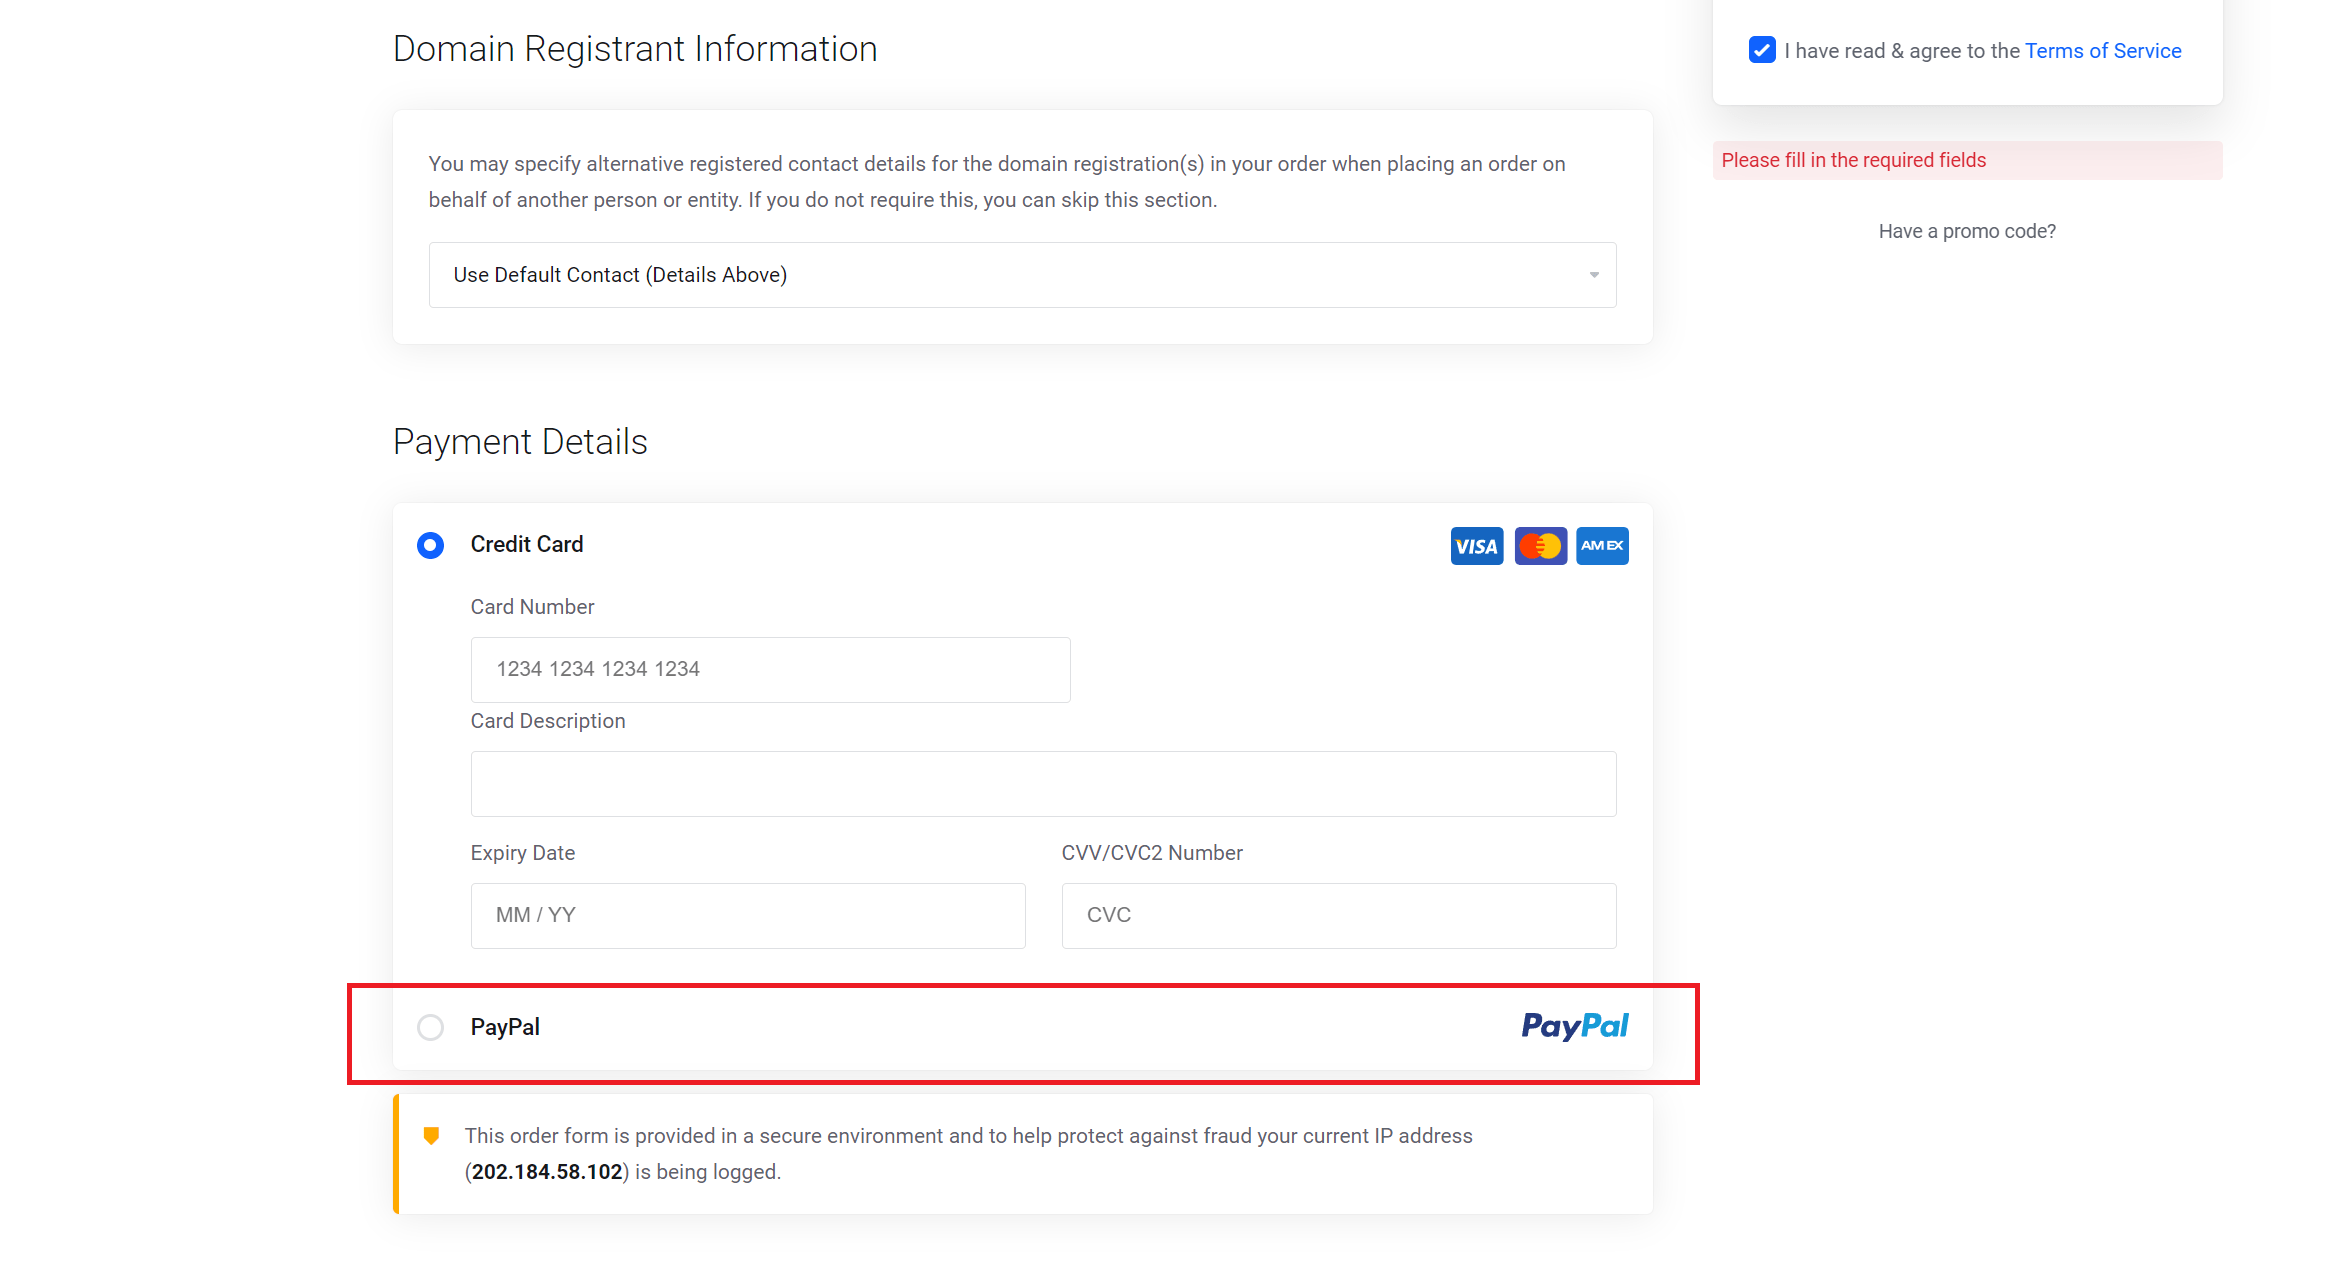 Domain Registrant Information
You may specify alternative registered contact details for the domain registration(s) in your order when placing an order on
behalf of another person or entity. If you do not require this, you can skip this section.
Use Default Contact (Details Above)
I have read & agree to the Terms of Service
Please fill in the required fields
Have a promo code?
Payment Details
Credit Card
VISA
AMEX
Card Number
1234 1234 1234 1234
Card Description
Expiry Date
CVV/CVC2 Number
MM / YY
CVC
PayPal
PayPal
This order form is provided in a secure environment and to help protect against fraud your current IP address
(202.184.58.102) is being logged.